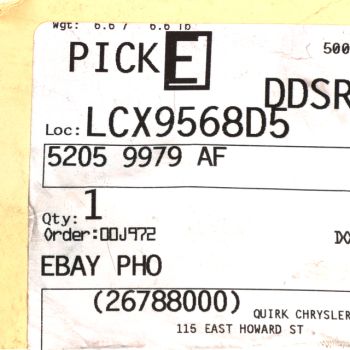 Wgt: 6.6 / 6.6 lb
PICK E 500
DDSR
Loc: LCX9568D5
5205 9979 AF
Qty: 1
Order:00J972 DO
EBAY PHO
(26788000) QUIRK CHRYSLER
115 EAST HOWARD ST